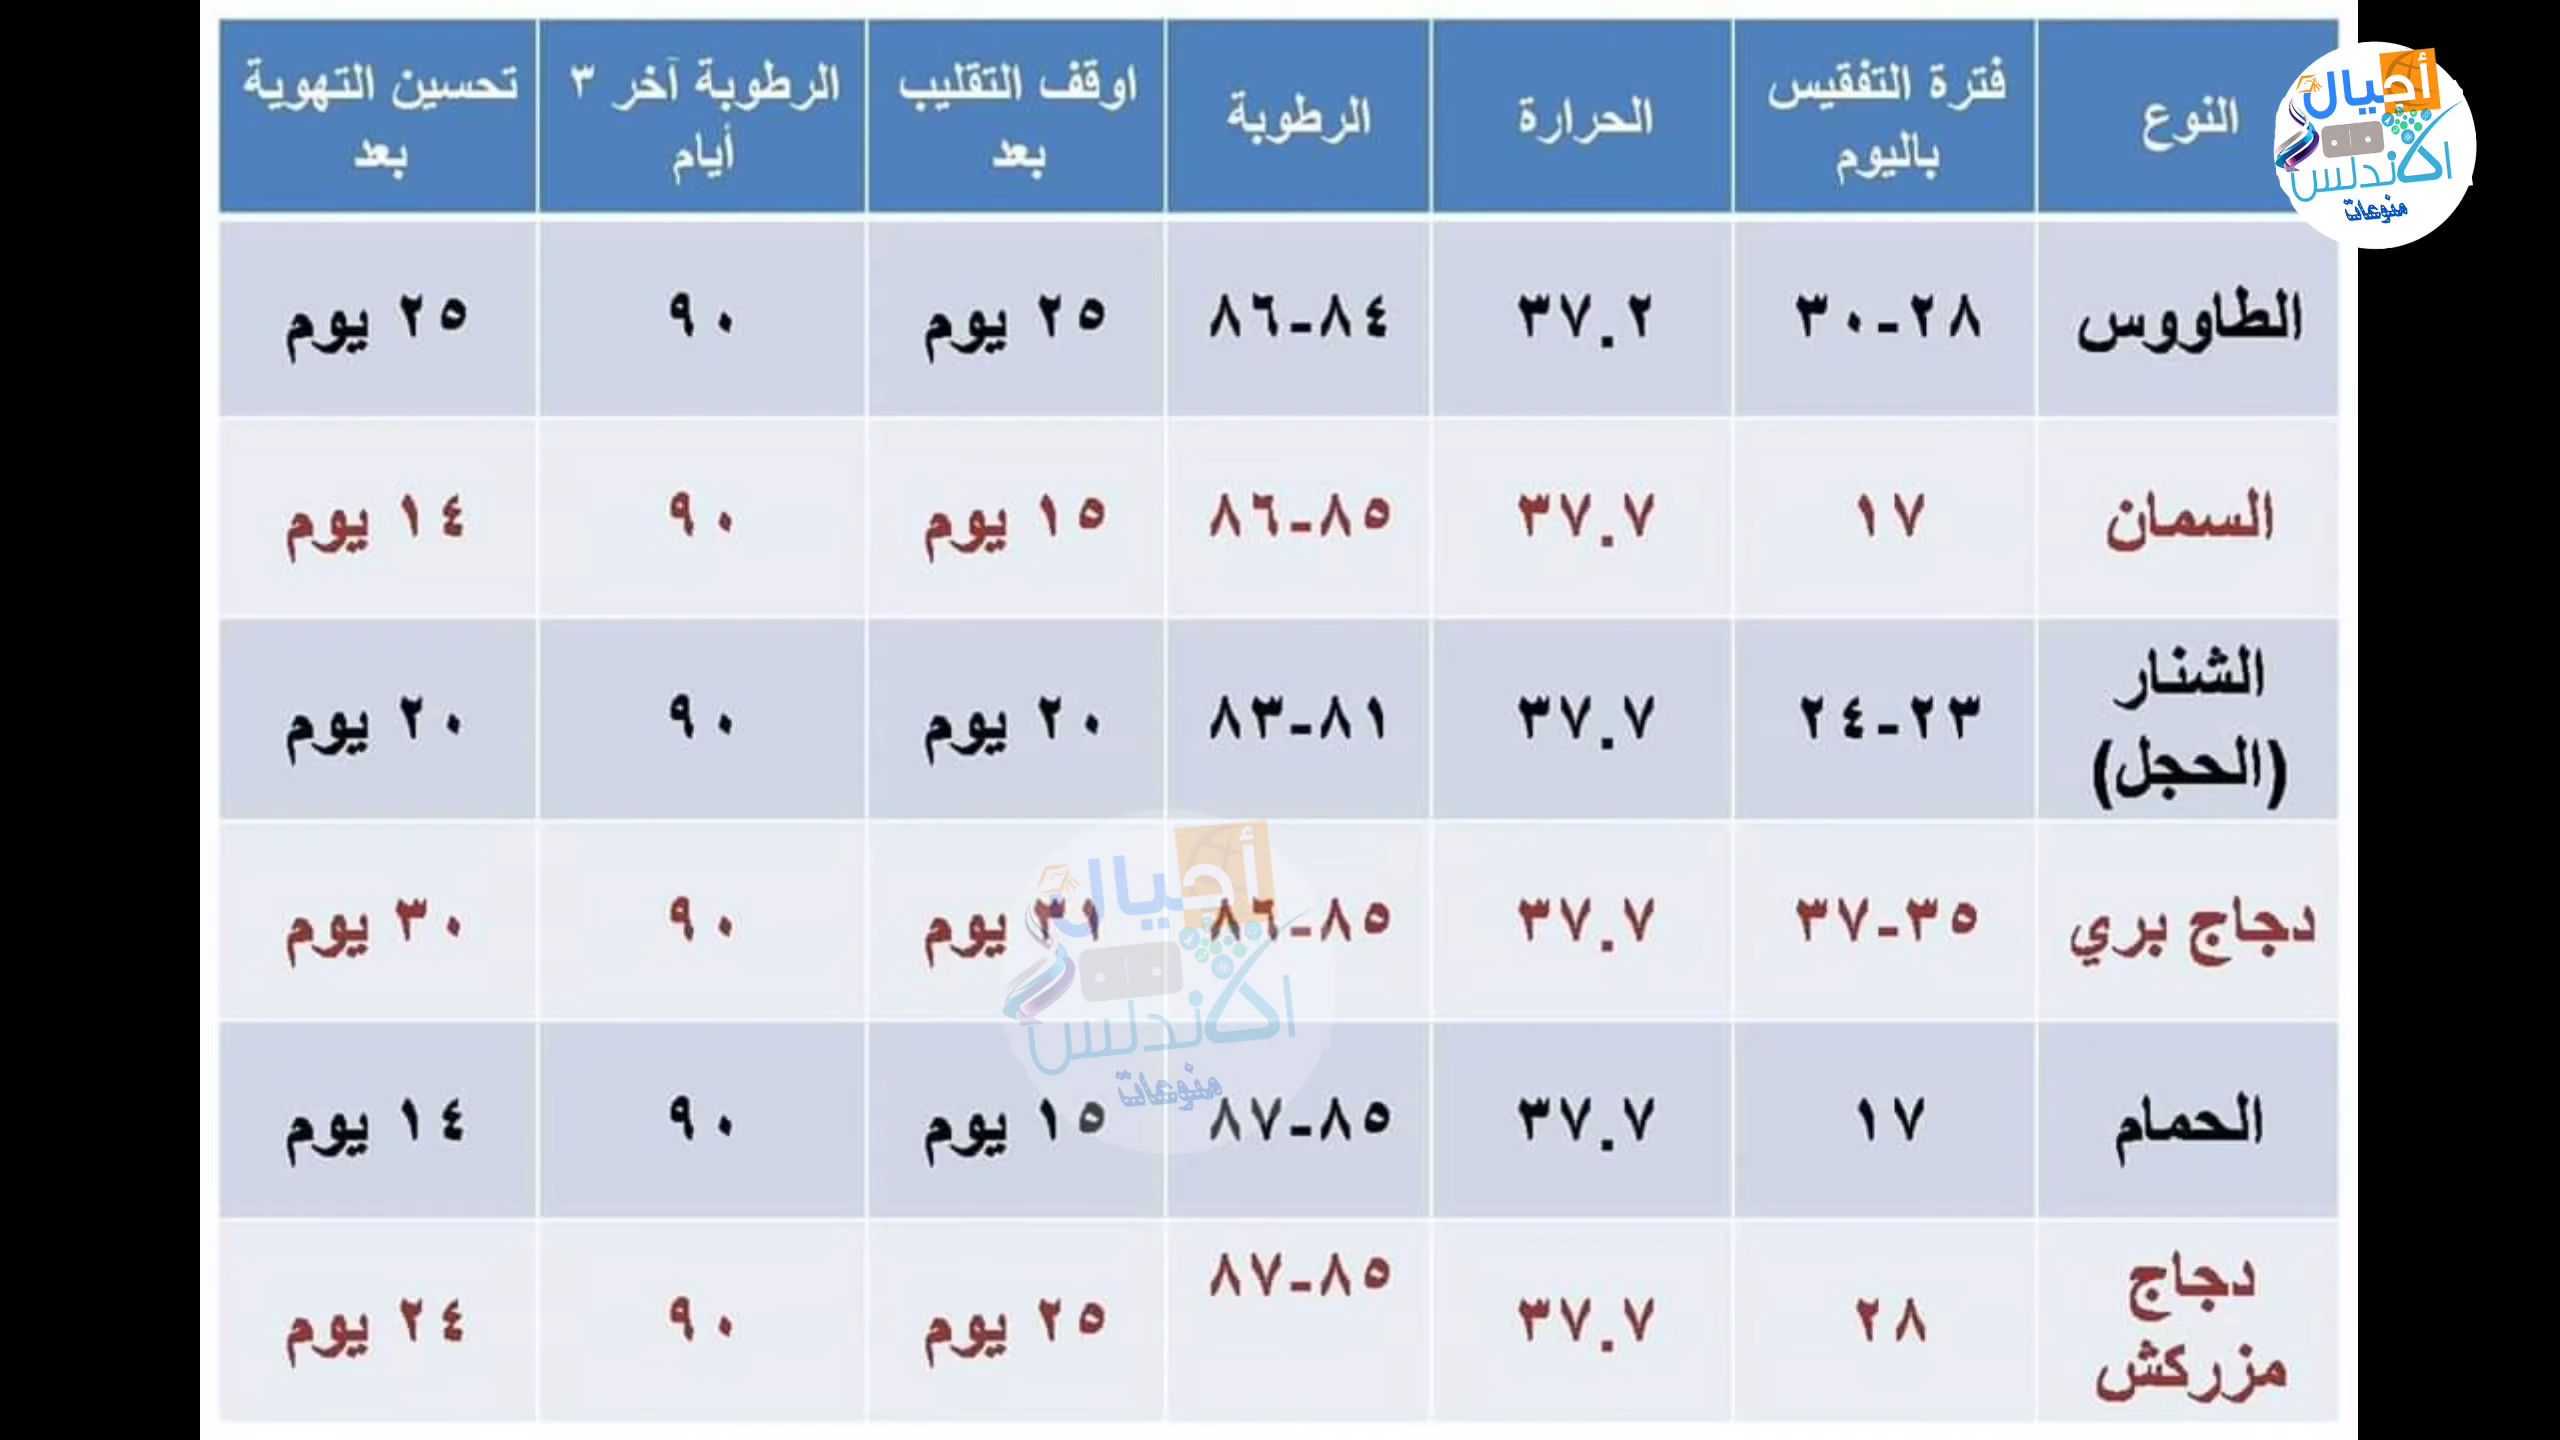 النوع
فترة التفقيس
باليوم
الحرارة
الرطوبة
اوقف التقليب
بعد
الرطوبة آخر ٣
أيام
تحسين التهوية
بعد
الطاووس
٢٨-٣٠
٣٧.٢
٨٤-٨٦
٢٥ يوم
٩٠
٢٥ يوم
السمان
١٧
٣٧.٧
٨٥-٨٦
١٥ يوم
٩٠
١٤ يوم
الشنار
(الحجل)
٢٣-٢٤
٣٧.٧
٨١-٨٣
٢٠ يوم
٩٠
٢٠ يوم
دجاج بري
٣٥-٣٧
٣٧.٧
٨٥-٨٦
٣١ يوم
٩٠
٣٠ يوم
الحمام
١٧
٣٧.٧
٨٥-٨٧
١٥ يوم
٩٠
١٤ يوم
دجاج
مزركش
٢٨
٣٧.٧
٨٥-٨٧
٢٥ يوم
٩٠
٢٤ يوم
أجيال
الأندلس
منوعات
أجيال
الأندلس
منوعات